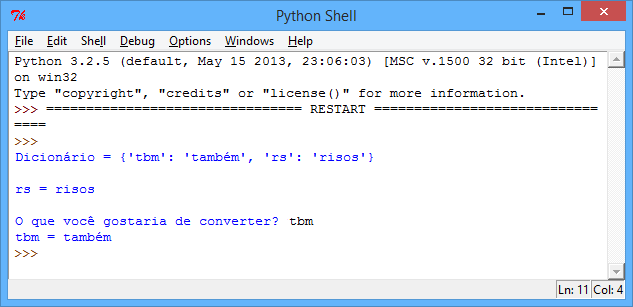 Python Shell
File Edit Shell Debug Options Windows Help
Python 3.2.5 (default, May 15 2013, 23:06:03) [MSC v.1500 32 bit (Intel)]
on win32
Type "copyright", "credits" or "license()" for more information.
>>> ================================ RESTART ============================
====
>>>
Dicionário = {'tbm': 'também', 'rs': 'risos'}
rs = risos
O que você gostaria de converter? tbm
tbm = também
>>>
Ln: 11 Col: 4